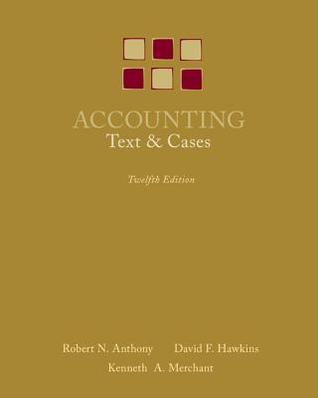 ACCOUNTING
Text & Cases
Twelfth Edition
Robert N. Anthony David F. Hawkins
Kenneth A. Merchant